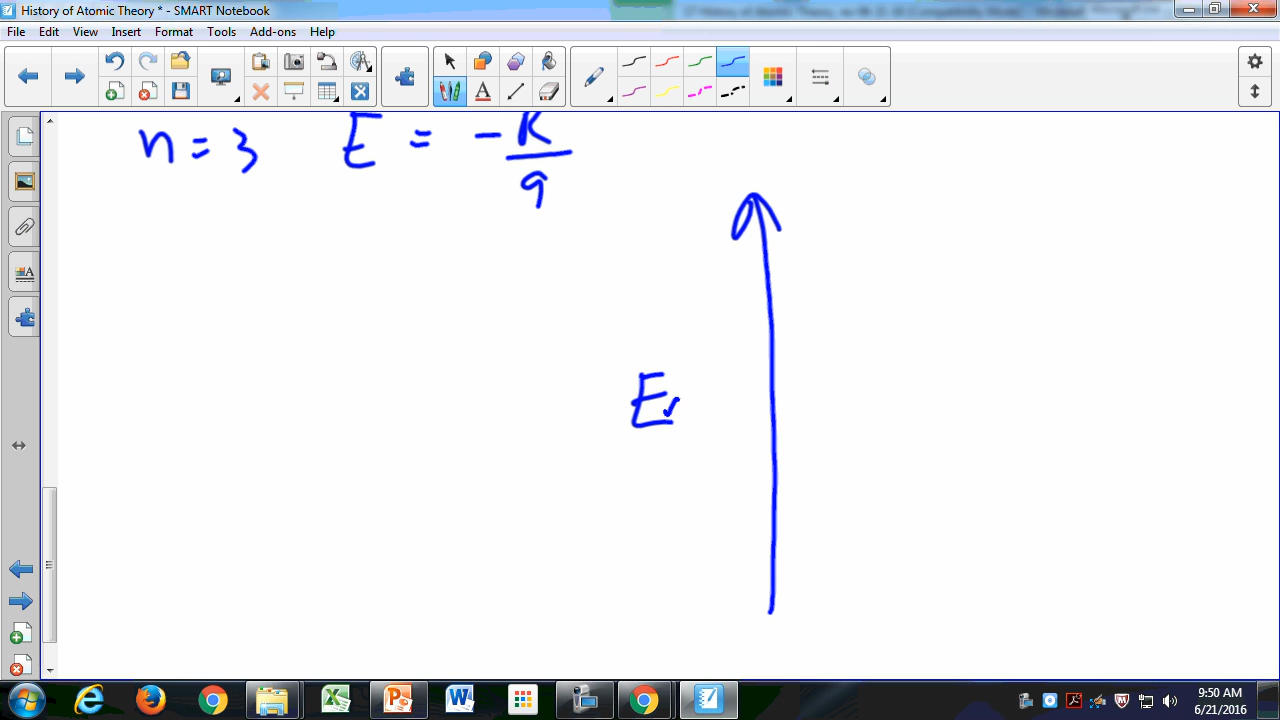 History of Atomic Theory * - SMART Notebook
File Edit View Insert Format Tools Add-ons Help
n = 3 E = -K/9
E
9:50 AM
6/21/2016